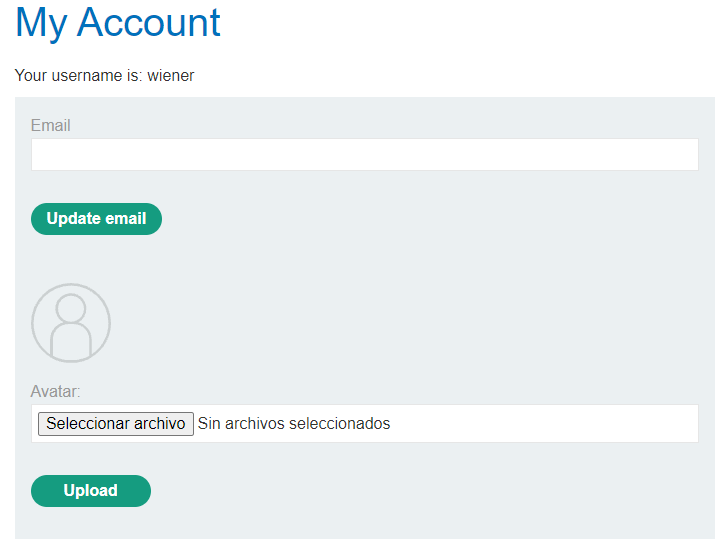 My Account
Your username is: wiener
Email
Update email
Avatar:
Seleccionar archivo Sin archivos seleccionados
Upload